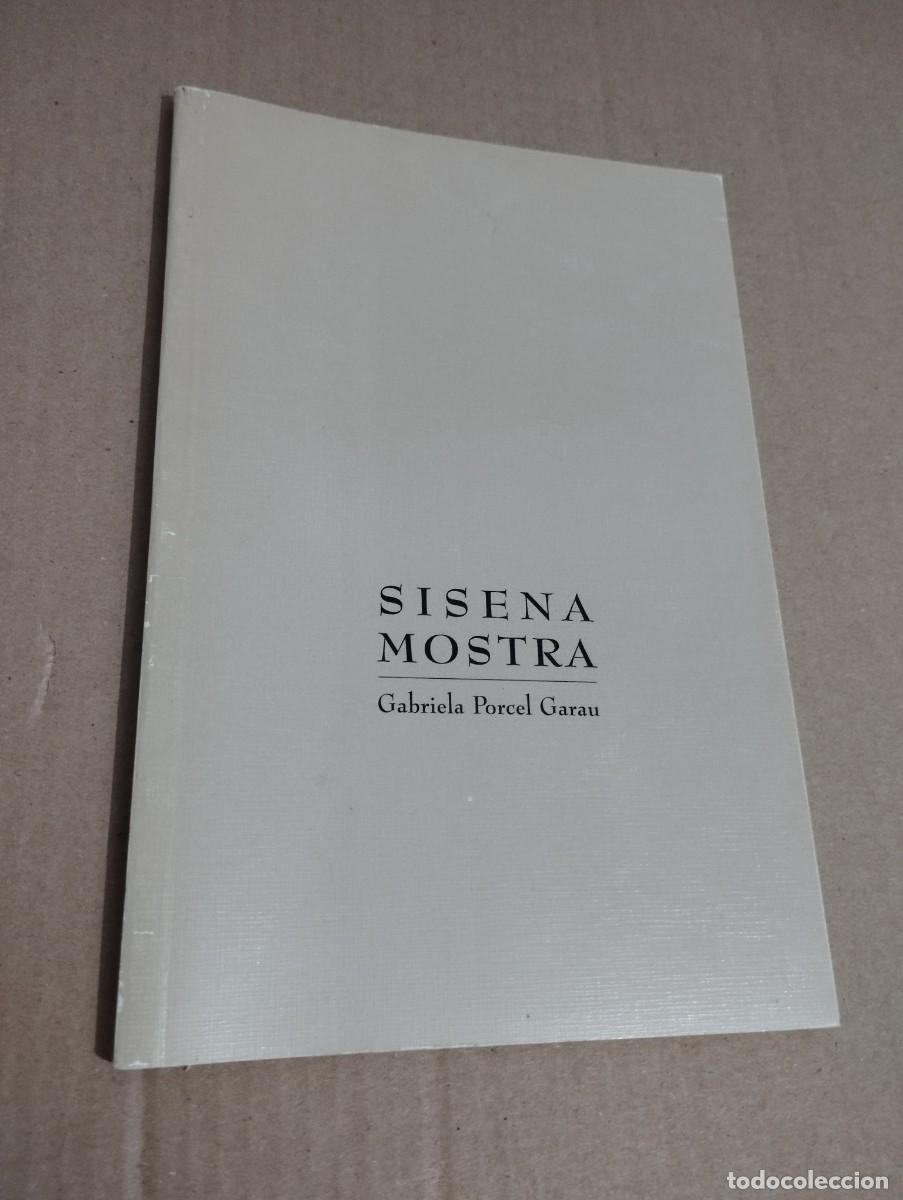 SISENA
MOSTRA
Gabriela Porcel Garau
todocoleccion